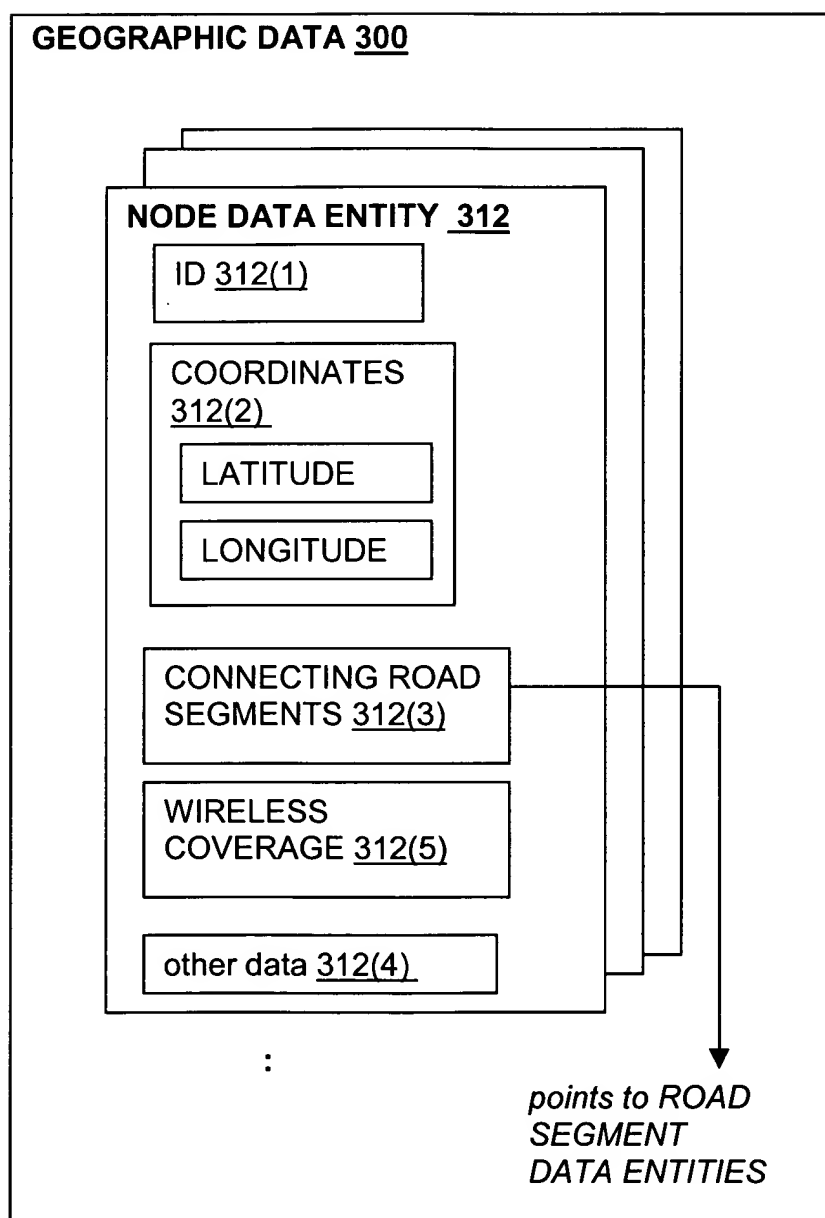 GEOGRAPHIC DATA 300
NODE DATA ENTITY 312
ID 312(1)
COORDINATES
312(2)
LATITUDE
LONGITUDE
CONNECTING ROAD
SEGMENTS 312(3)
WIRELESS
COVERAGE 312(5)
other data 312(4)
:
points to ROAD
SEGMENT
DATA ENTITIES